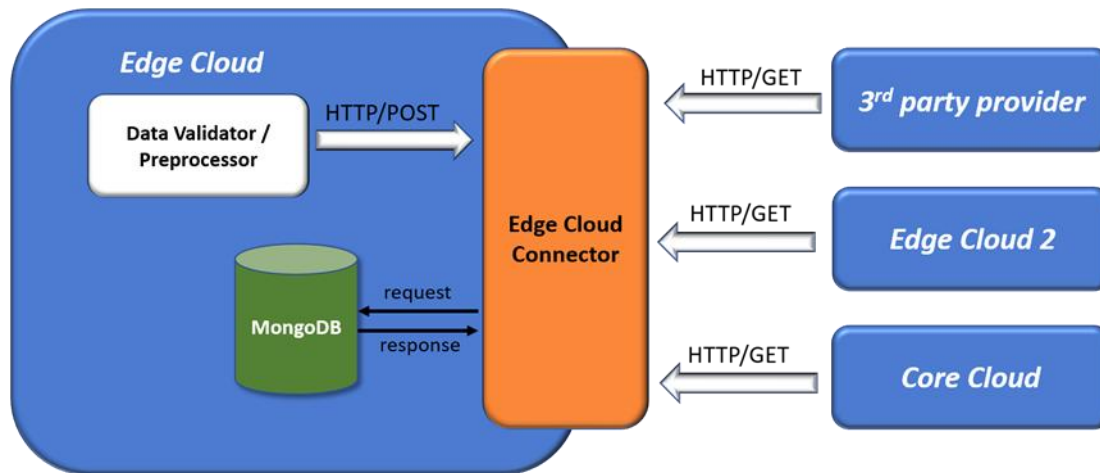 Edge Cloud
Data Validator /
Preprocessor
HTTP/POST
MongoDB
request
response
Edge Cloud
Connector
HTTP/GET
3rd party provider
HTTP/GET
Edge Cloud 2
HTTP/GET
Core Cloud